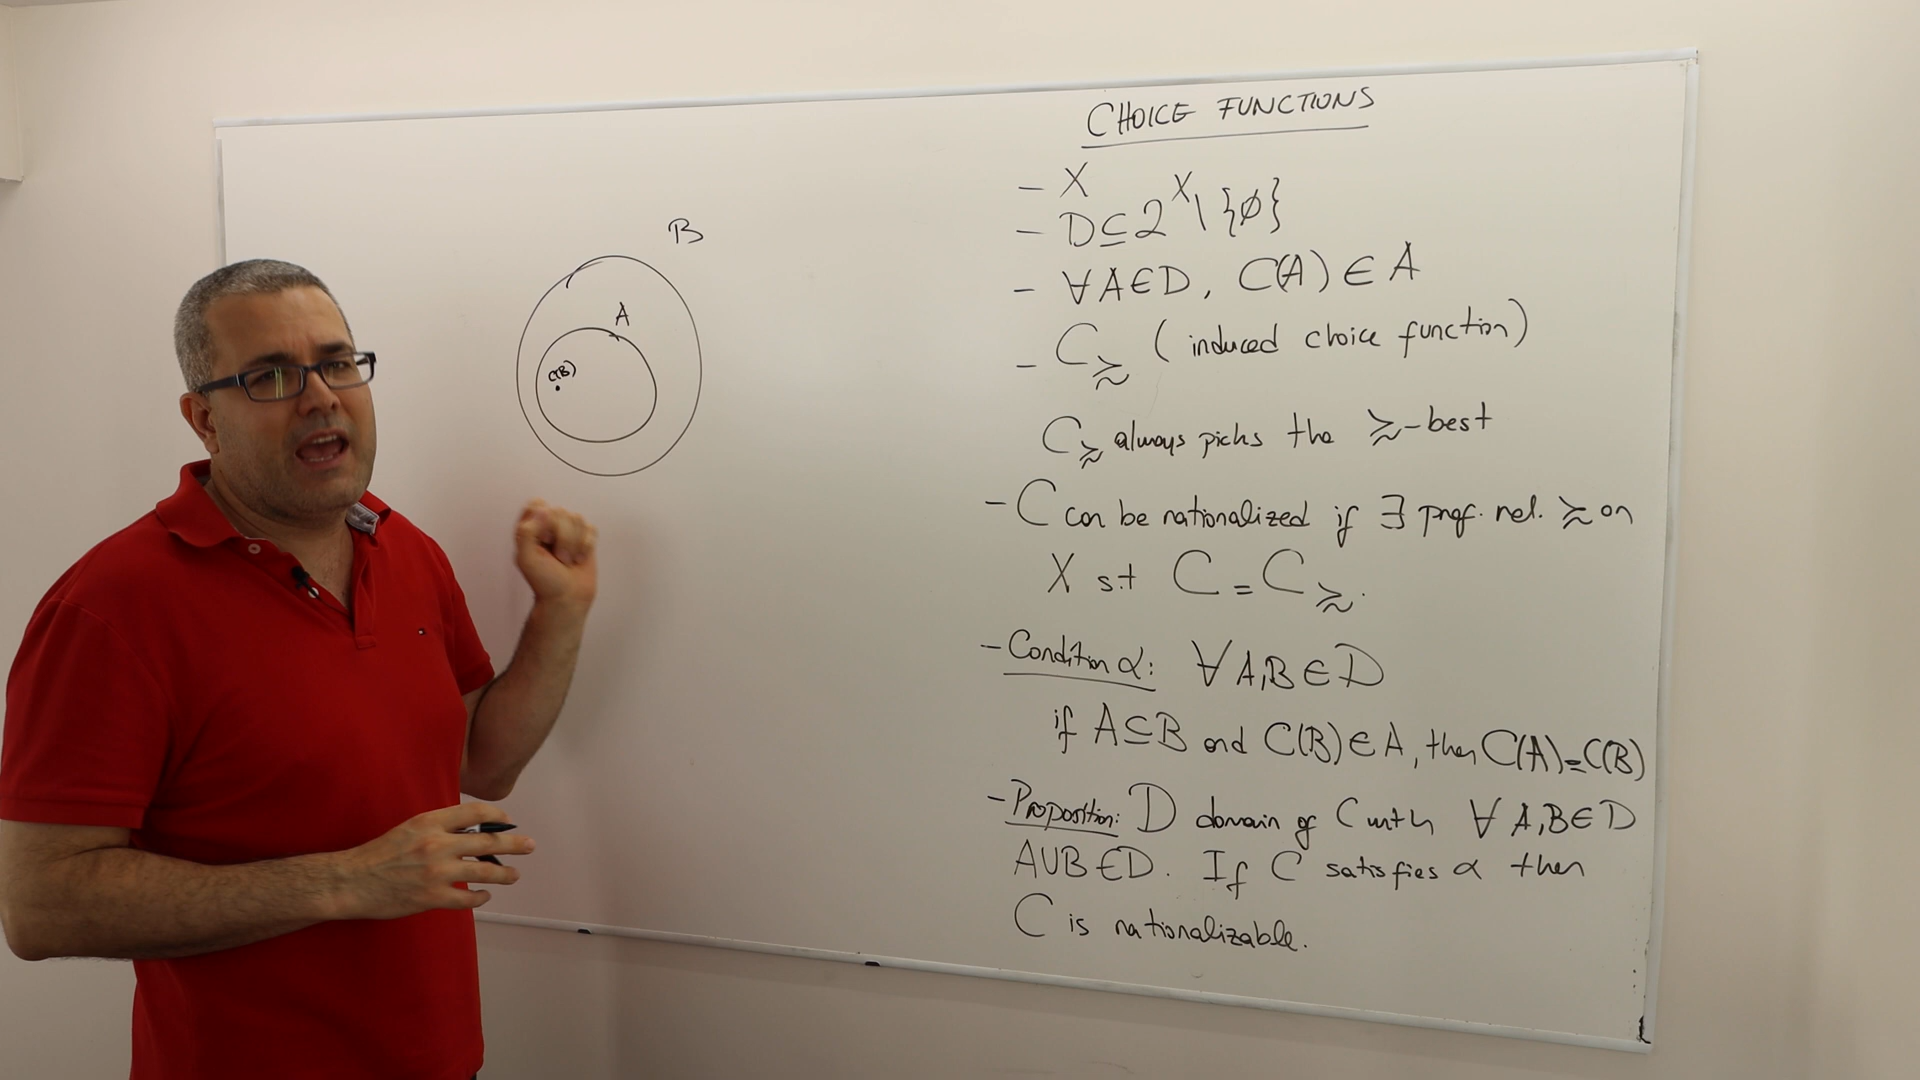 CHOICE FUNCTIONS
- X
- D ⊆ 2^X \ {∅}
- ∀ A ∈ D, C(A) ∈ A
- C≿ (induced choice function)
C≿ always picks the ≿-best
- C can be rationalized if ∃ pref. rel. ≿ on
X s.t C = C≿.
- Condition α: ∀ A,B ∈ D
if A ⊆ B and C(B) ∈ A, then C(A) = C(B)
- Proposition: D domain of C with ∀ A,B ∈ D
A∪B ∈ D. If C satisfies α then
C is rationalizable.
B
A
C(B)